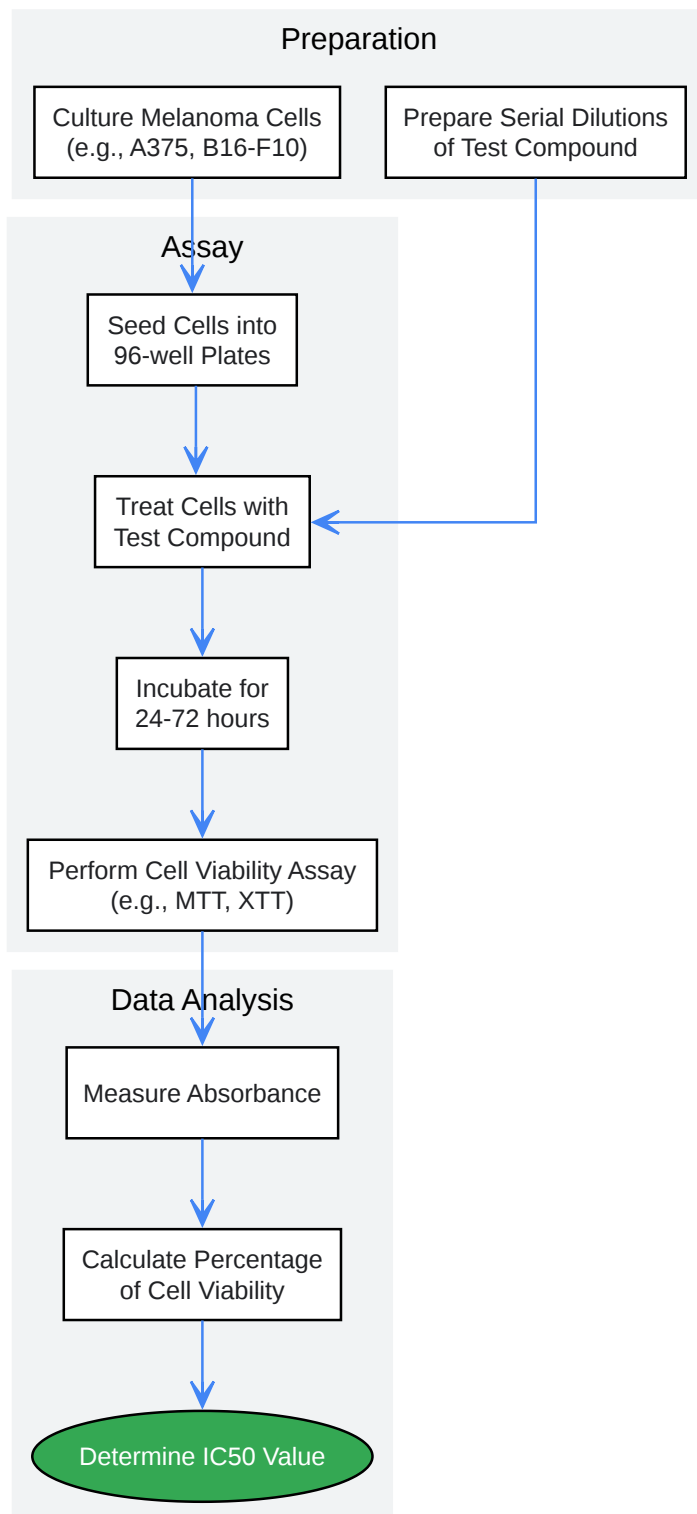 Preparation
Culture Melanoma Cells
(e.g., A375, B16-F10)
Prepare Serial Dilutions
of Test Compound
Assay
Seed Cells into
96-well Plates
Treat Cells with
Test Compound
Incubate for
24-72 hours
Perform Cell Viability Assay
(e.g., MTT, XTT)
Data Analysis
Measure Absorbance
Calculate Percentage
of Cell Viability
Determine IC50 Value